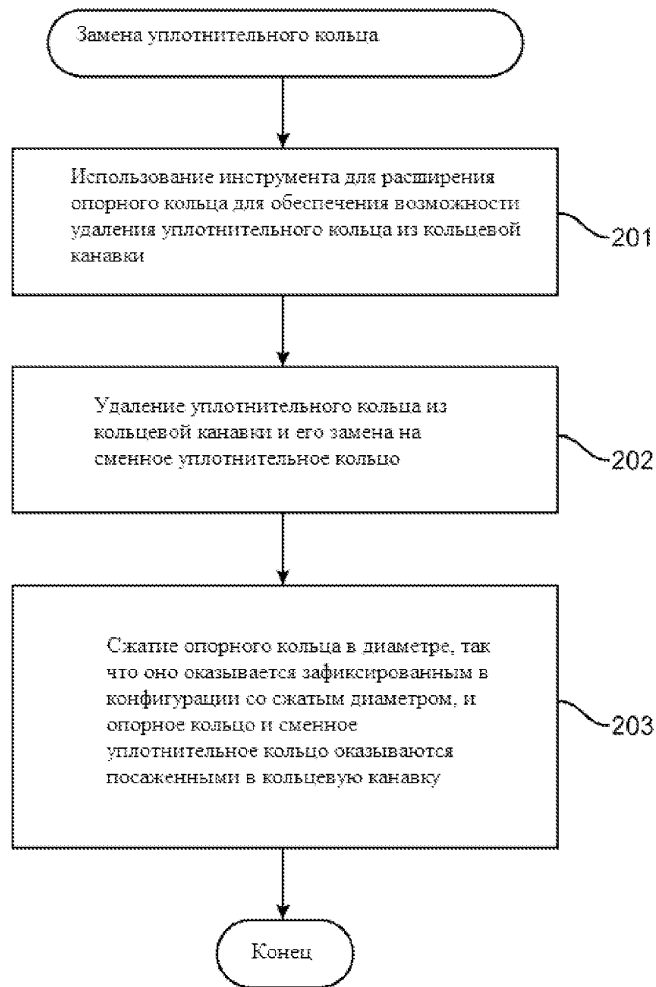 Замена уплотнительного кольца
Использование инструмента для расширения
опорного кольца для обеспечения возможности
удаления уплотнительного кольца из кольцевой
канавки
201
Удаление уплотнительного кольца из
кольцевой канавки и его замена на
сменное уплотнительное кольцо
202
Сжатие опорного кольца в диаметре, так
что оно оказывается зафиксированным в
конфигурации со сжатым диаметром, и
опорное кольцо и сменное
уплотнительное кольцо оказываются
посаженными в кольцевую канавку
203
Конец